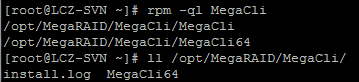 [root@LCZ-SVN ~]# rpm -ql MegaCli
/opt/MegaRAID/MegaCli/MegaCli
/opt/MegaRAID/MegaCli/MegaCli64
[root@LCZ-SVN ~]# ll /opt/MegaRAID/MegaCli/
install.log  MegaCli64